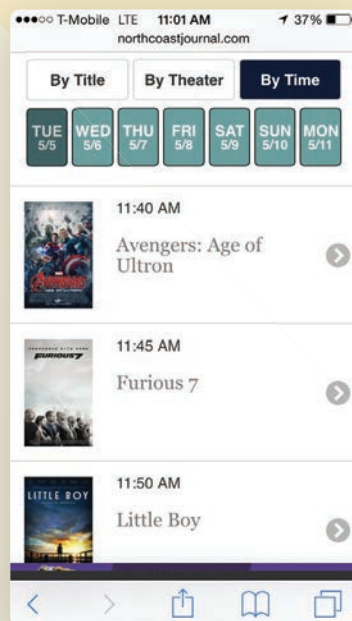 T-Mobile LTE 11:01 AM 37%
northcoastjournal.com
By Title By Theater By Time
TUE WED THU FRI SAT SUN MON
5/5 5/6 5/7 5/8 5/9 5/10 5/11
11:40 AM
Avengers: Age of
Ultron
AVENGERS
11:45 AM
Furious 7
FURIOUS7
11:50 AM
LITTLE BOY
Little Boy